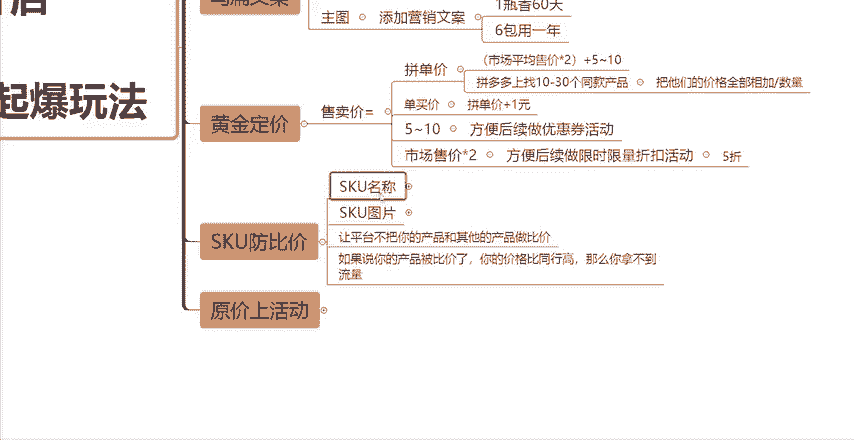 起爆玩法
主图
添加营销文案
1瓶香60天
6包用一年
黄金定价
售卖价=
拼单价
（市场平均售价*2）+5~10
拼多多上找10-30个同款产品
把他们的价格全部相加/数量
单买价
拼单价+1元
5~10
方便后续做优惠券活动
市场售价*2
方便后续做限时限量折扣活动
5折
SKU防比价
SKU名称
SKU图片
让平台不把你的产品和其他的产品做比价
如果说你的产品被比价了，你的价格比同行高，那么你拿不到
流量
原价上活动